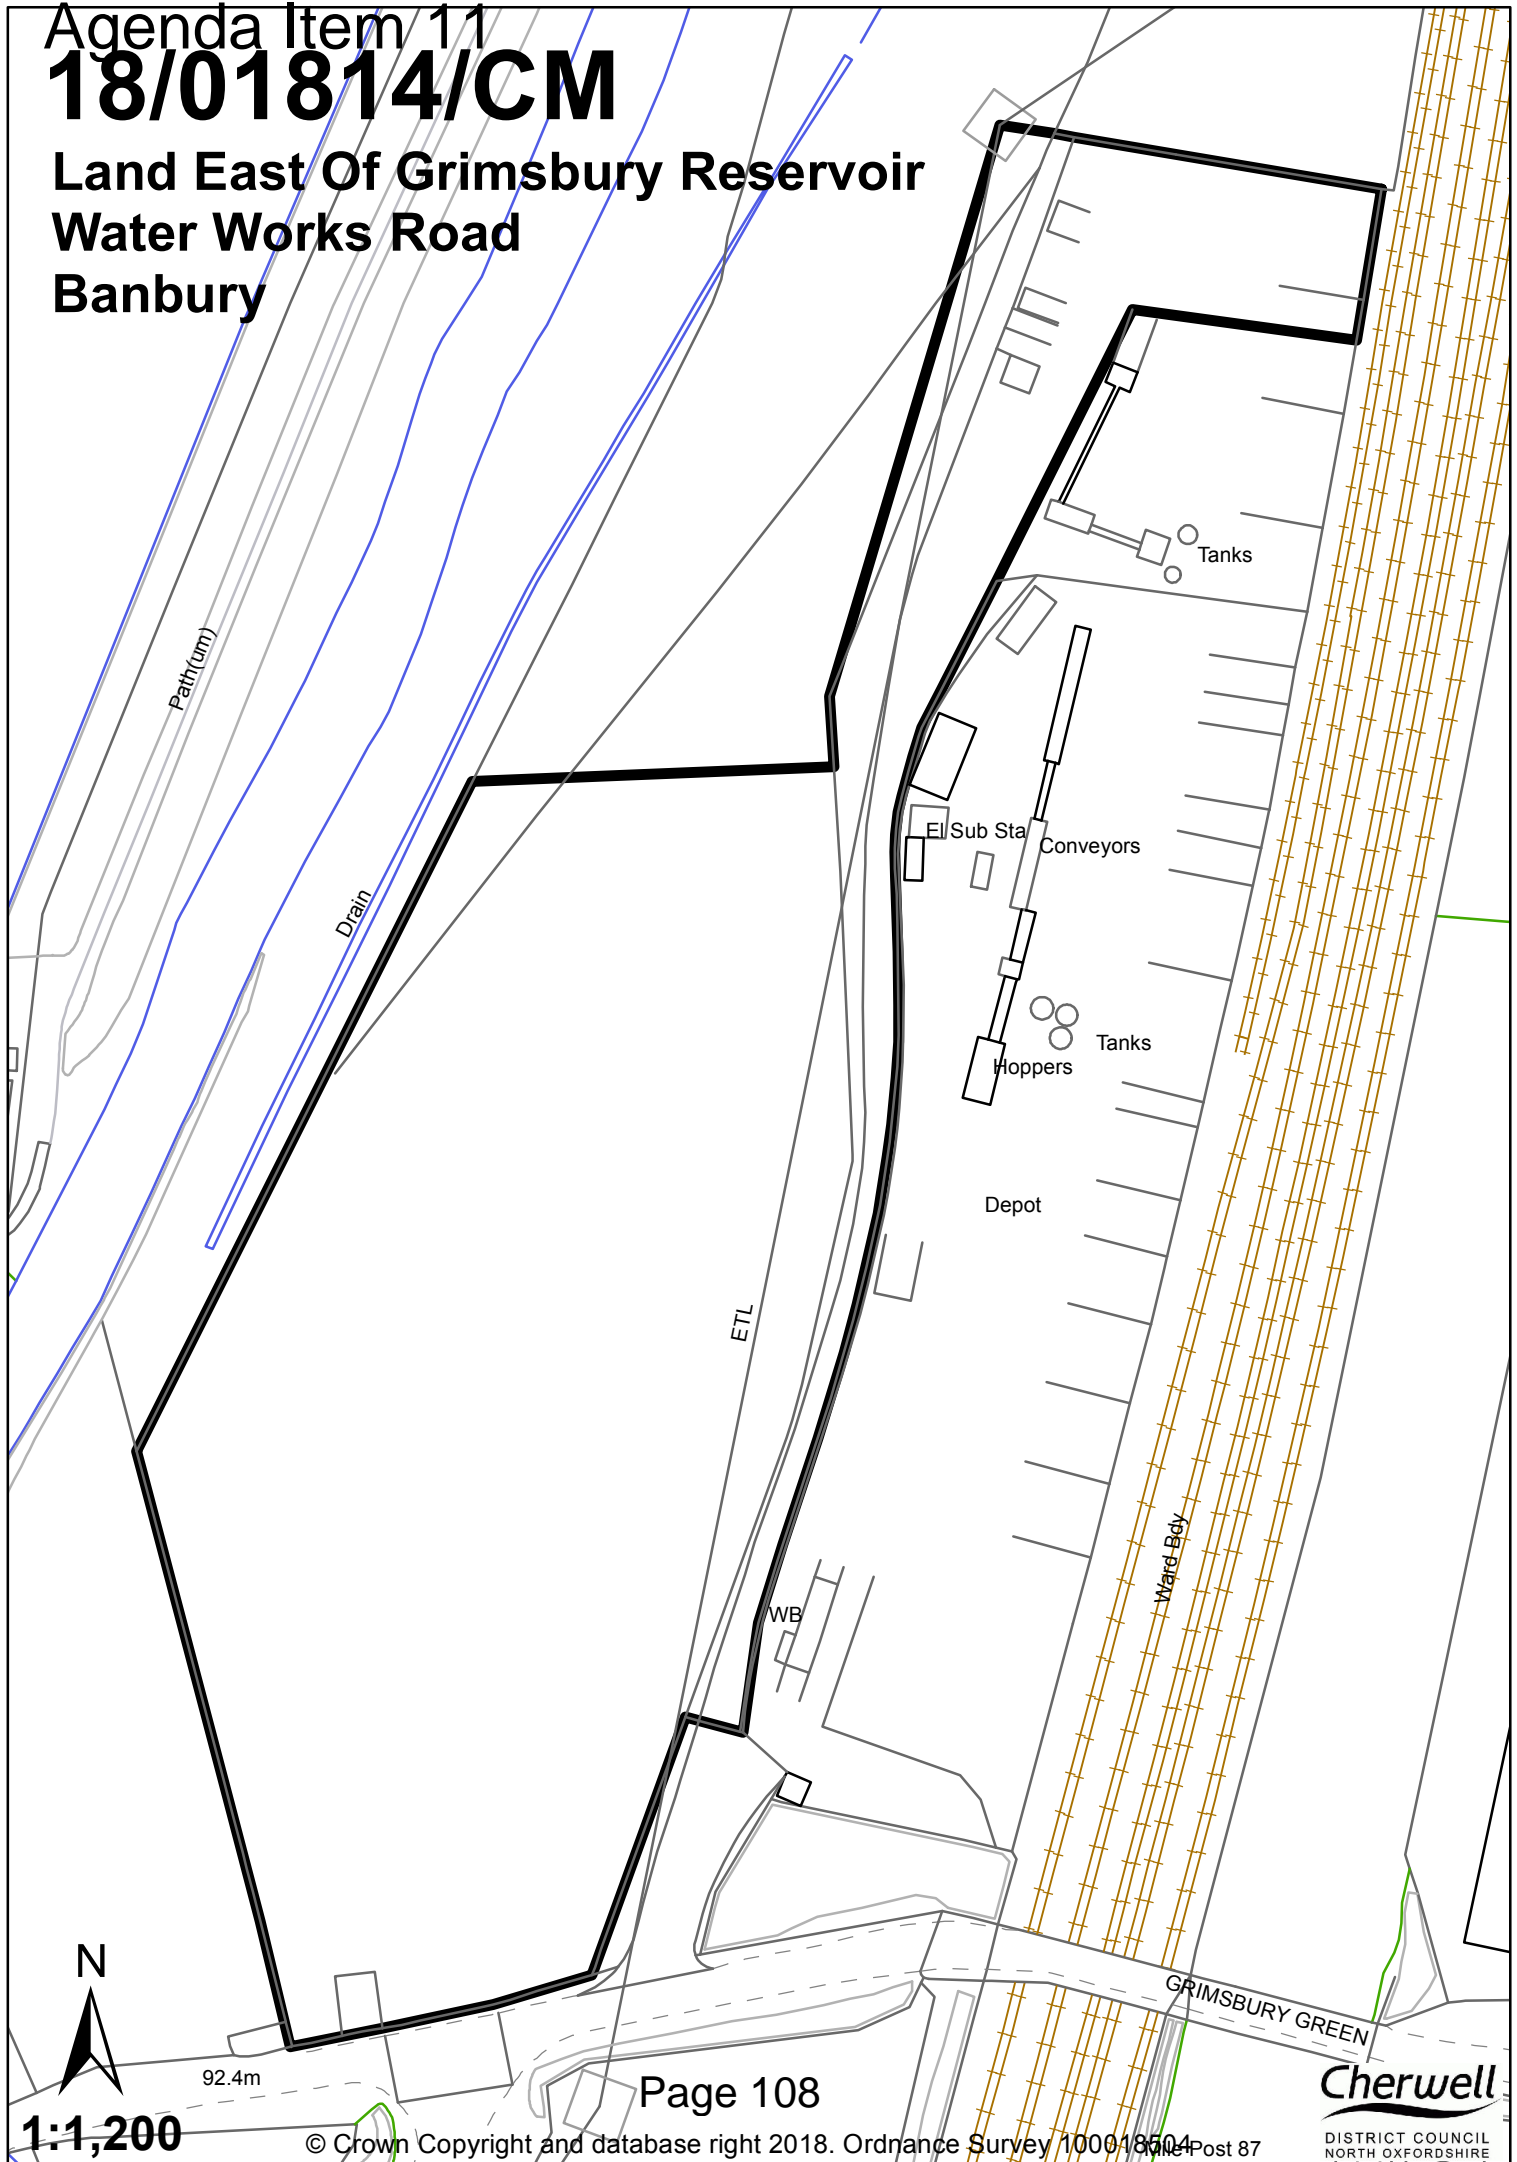 Agenda Item 11
18/01814/CM
Land East Of Grimsbury Reservoir
Water Works Road
Banbury
Tanks
Path(um)
El Sub Sta
Conveyors
Drain
Tanks
Hoppers
Depot
ETL
Ward Bdy
WB
N
GRIMSBURY GREEN
92.4m
Page 108
Cherwell
1:1,200
© Crown Copyright and database right 2018. Ordnance Survey 100018504
Mile Post 87
DISTRICT COUNCIL
NORTH OXFORDSHIRE